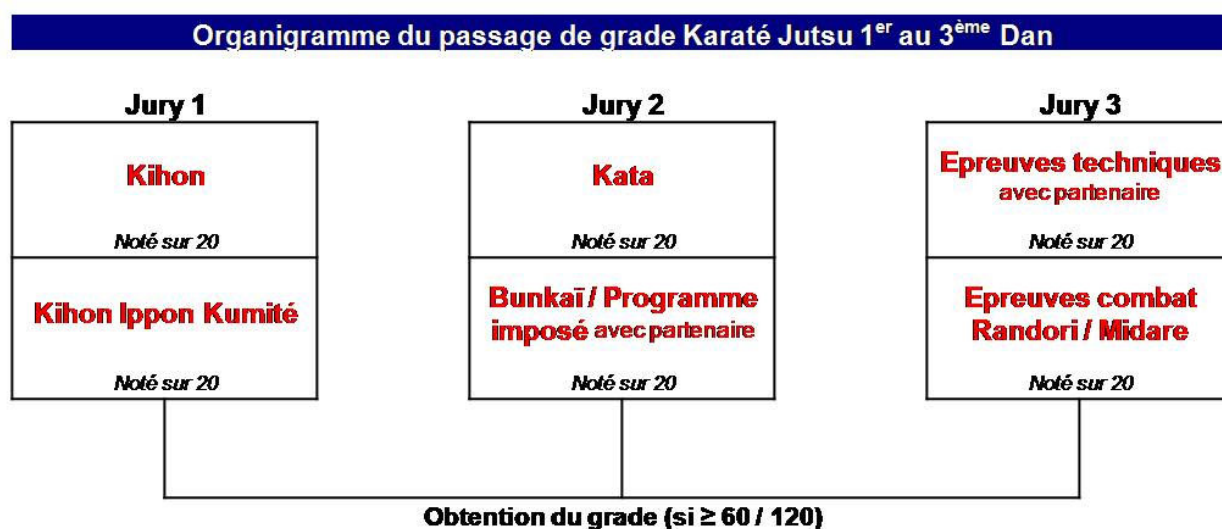 Organigramme du passage de grade Karaté Jutsu 1er au 3ème Dan
Jury 1
Kihon
Noté sur 20
Kihon Ippon Kumité
Noté sur 20
Jury 2
Kata
Noté sur 20
Bunkaï / Programme
imposé avec partenaire
Noté sur 20
Jury 3
Epreuves techniques
avec partenaire
Noté sur 20
Epreuves combat
Randori / Midare
Noté sur 20
Obtention du grade (si ≥ 60 / 120)